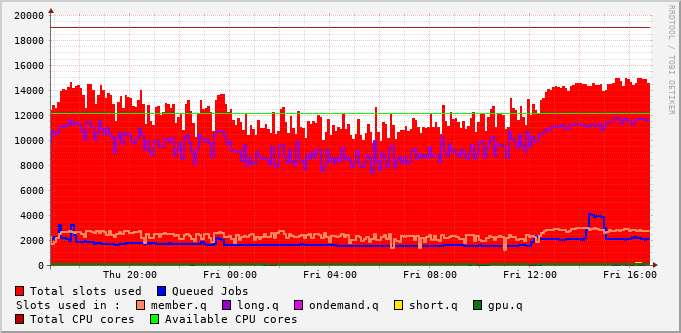 20000
18000
16000
14000
12000
10000
8000
6000
4000
2000
0
Thu 20:00 Fri 00:00 Fri 04:00 Fri 08:00 Fri 12:00 Fri 16:00
RRDTOOL / TOBI OETIKER
Total slots used Queued Jobs
Slots used in : member.q long.q ondemand.q short.q gpu.q
Total CPU cores Available CPU cores